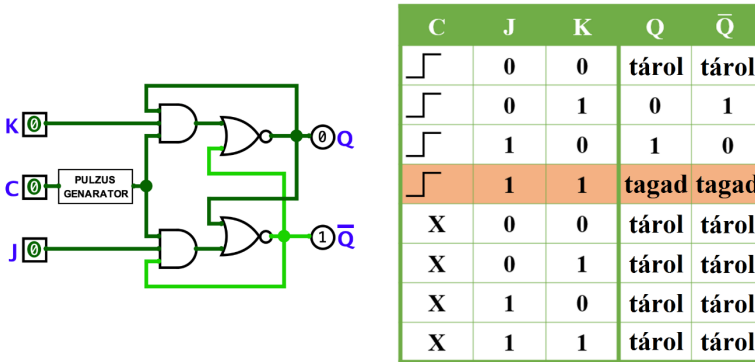 K 0
C 0
J 0
PULZUS
GENARATOR
0 Q
1 Q̅
C J K Q Q̅
0 0 tárol tárol
0 1 0 1
1 0 1 0
1 1 tagad tagad
X 0 0 tárol tárol
X 0 1 tárol tárol
X 1 0 tárol tárol
X 1 1 tárol tárol